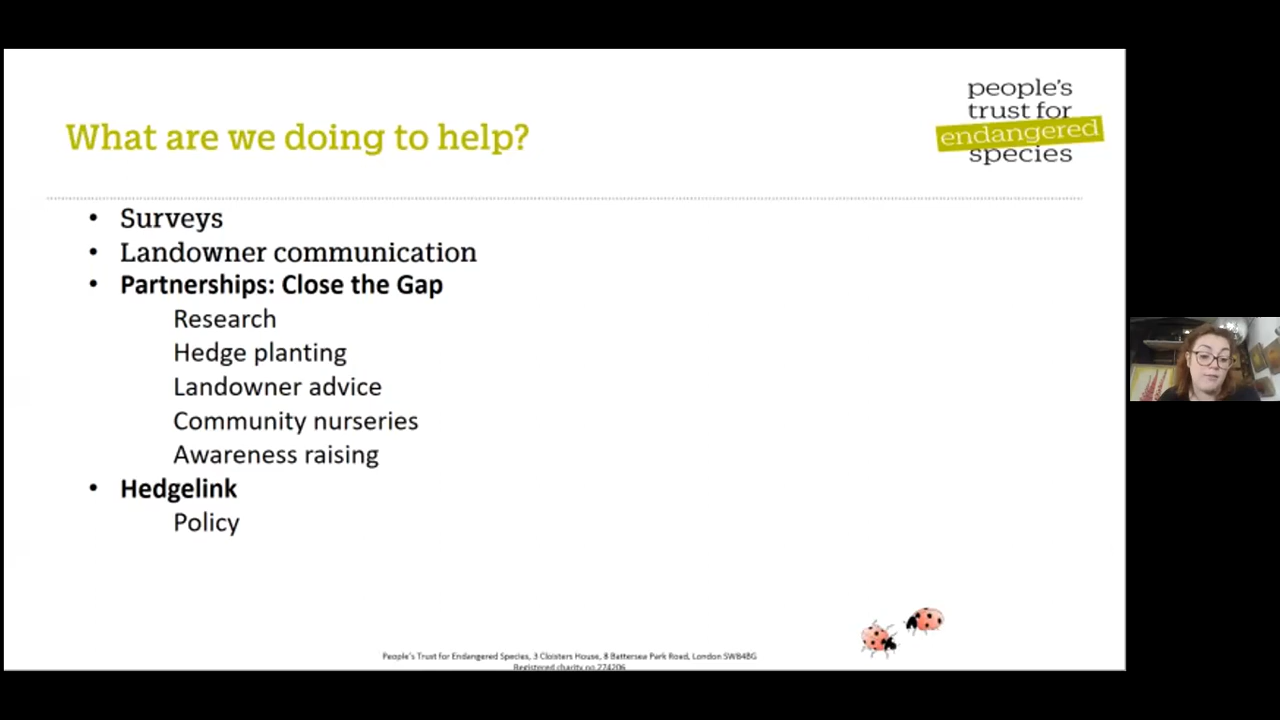 people's
trust for
endangered
species
What are we doing to help?
• Surveys
• Landowner communication
• Partnerships: Close the Gap
Research
Hedge planting
Landowner advice
Community nurseries
Awareness raising
• Hedgelink
Policy
People's Trust for Endangered Species, 3 Cloisters House, 8 Battersea Park Road, London SW84BG
Registered charity no 274206